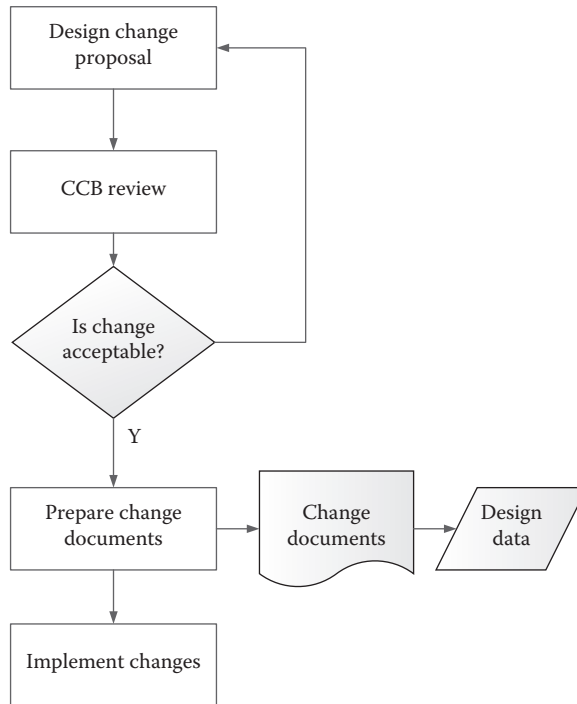 Design change
proposal
CCB review
Is change
acceptable?
Y
Prepare change
documents
Change
documents
Design
data
Implement changes